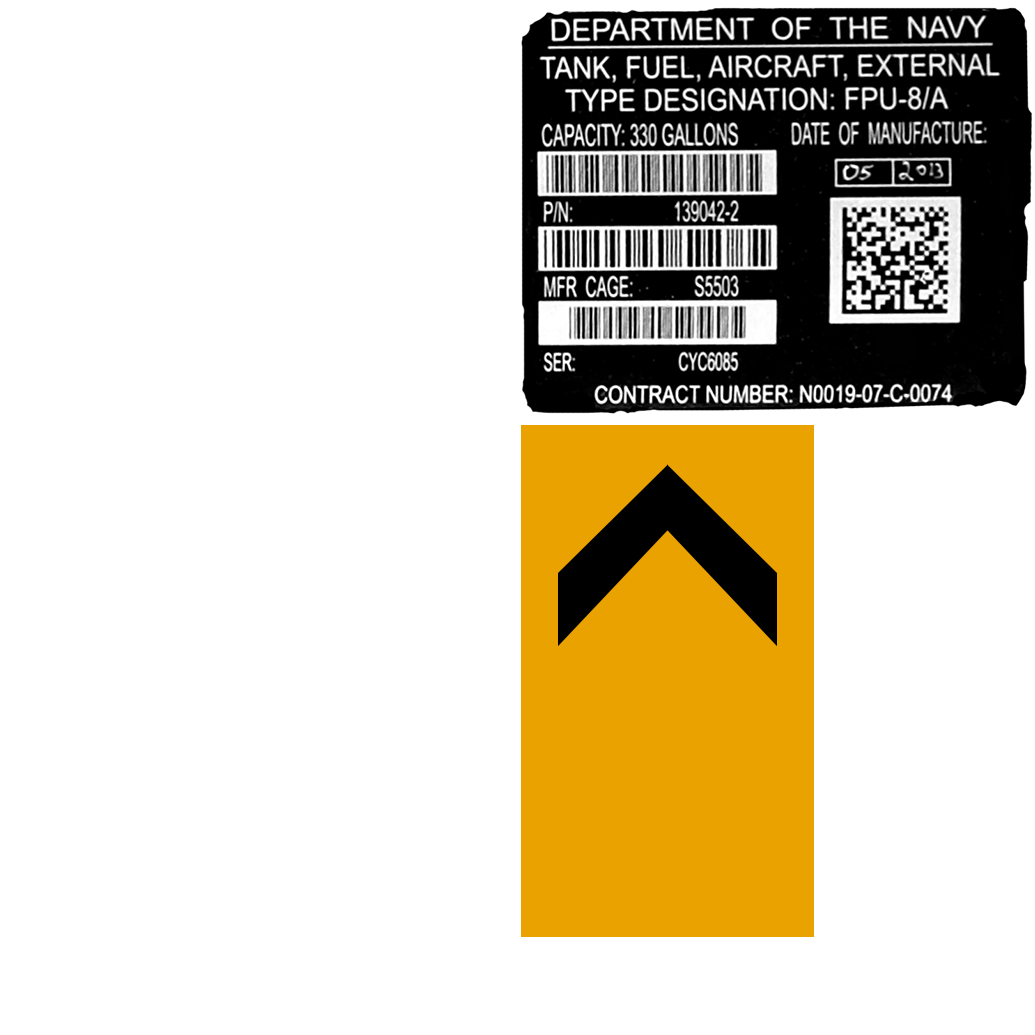 DEPARTMENT OF THE NAVY
TANK, FUEL, AIRCRAFT, EXTERNAL
TYPE DESIGNATION: FPU-8/A
CAPACITY: 330 GALLONS
DATE OF MANUFACTURE:
05 2013
P/N: 139042-2
MFR CAGE: S5503
SER: CYC6085
CONTRACT NUMBER: N0019-07-C-0074